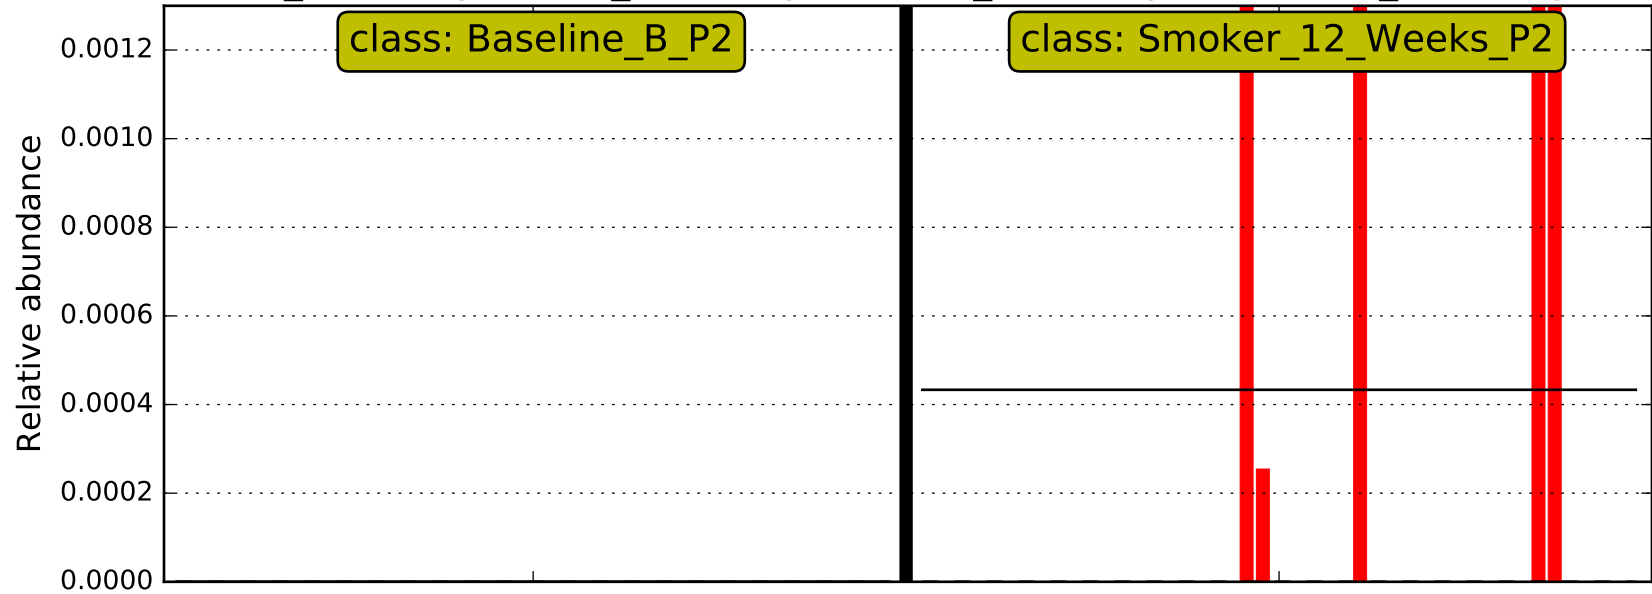 class: Baseline_B_P2
class: Smoker_12_Weeks_P2
0.0012
0.0010
0.0008
0.0006
0.0004
0.0002
0.0000
Relative abundance